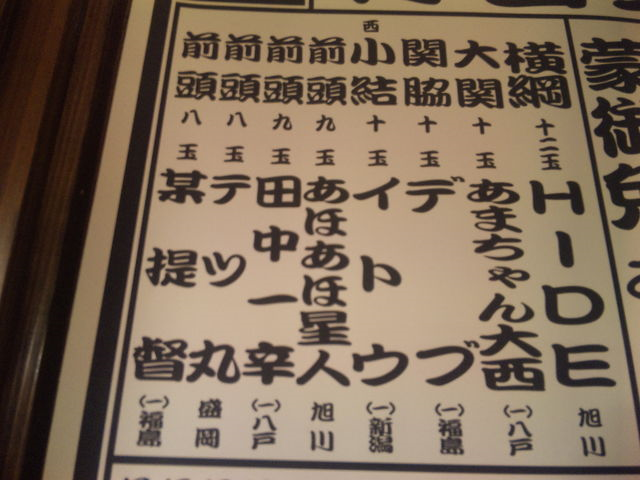 蒙御免
西
横綱 十二玉 HIDE 旭川
大関 十玉 あまちゃん大西 (一)八戸
関脇 十玉 デブ (一)福島
小結 十玉 イトウ (一)新潟
前頭 九玉 あほあほ星人 旭川
前頭 九玉 田中一幸 (一)八戸
前頭 八玉 テツ丸 盛岡
前頭 八玉 某提督 (一)福島